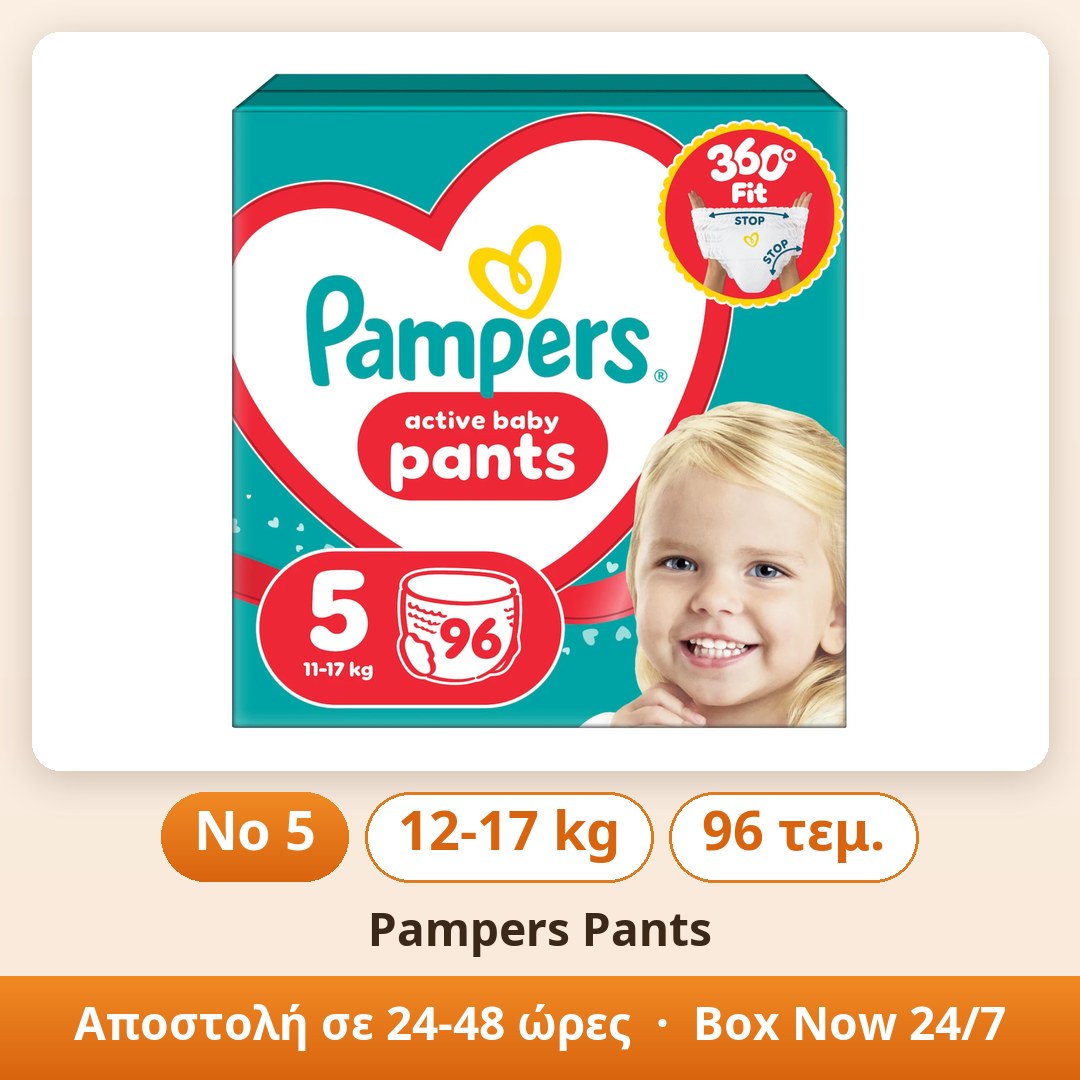 360°
Fit
STOP
STOP
Pampers®
active baby
pants
5
96
11-17 kg
No 5
12-17 kg
96 τεμ.
Pampers Pants
Αποστολή σε 24-48 ώρες · Box Now 24/7